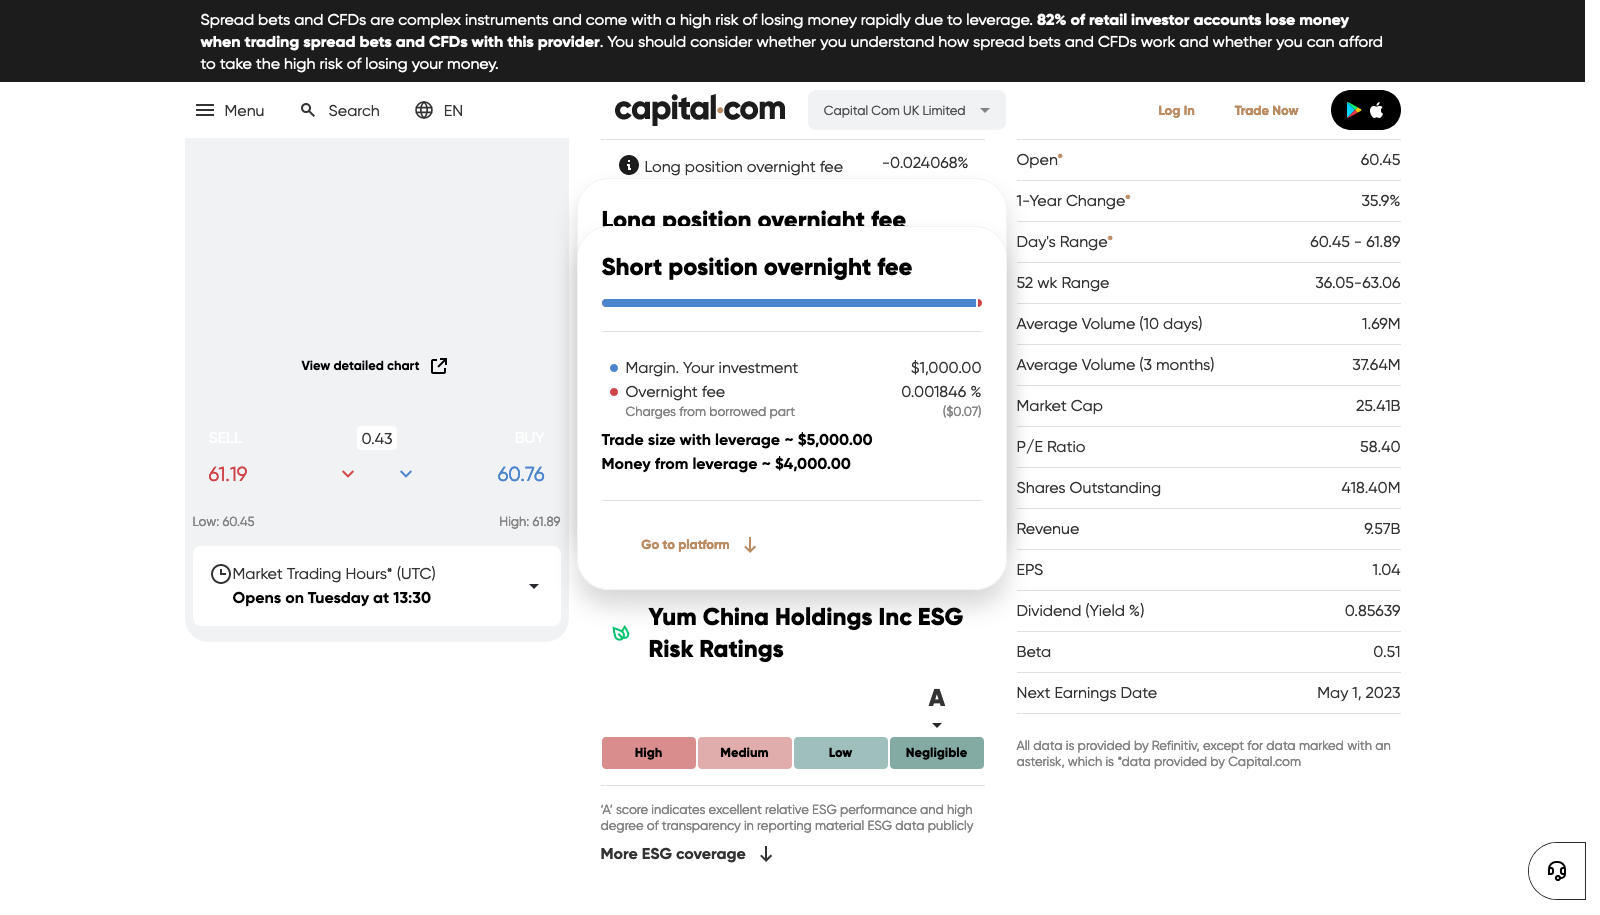 Spread bets and CFDs are complex instruments and come with a high risk of losing money rapidly due to leverage. 82% of retail investor accounts lose money
when trading spread bets and CFDs with this provider. You should consider whether you understand how spread bets and CFDs work and whether you can afford
to take the high risk of losing your money.
Menu
Search
EN
capital.com
Capital Com UK Limited
Log In
Trade Now
View detailed chart
SELL
0.43
BUY
61.19
60.76
Low: 60.45
High: 61.89
Market Trading Hours* (UTC)
Opens on Tuesday at 13:30
Long position overnight fee -0.024068%
Long position overnight fee
Short position overnight fee
Margin. Your investment $1,000.00
Overnight fee 0.001846 %
Charges from borrowed part ($0.07)
Trade size with leverage ~ $5,000.00
Money from leverage ~ $4,000.00
Go to platform
Yum China Holdings Inc ESG
Risk Ratings
A
High Medium Low Negligible
‘A’ score indicates excellent relative ESG performance and high
degree of transparency in reporting material ESG data publicly
More ESG coverage
Open* 60.45
1-Year Change* 35.9%
Day's Range* 60.45 - 61.89
52 wk Range 36.05-63.06
Average Volume (10 days) 1.69M
Average Volume (3 months) 37.64M
Market Cap 25.41B
P/E Ratio 58.40
Shares Outstanding 418.40M
Revenue 9.57B
EPS 1.04
Dividend (Yield %) 0.85639
Beta 0.51
Next Earnings Date May 1, 2023
All data is provided by Refinitiv, except for data marked with an
asterisk, which is *data provided by Capital.com